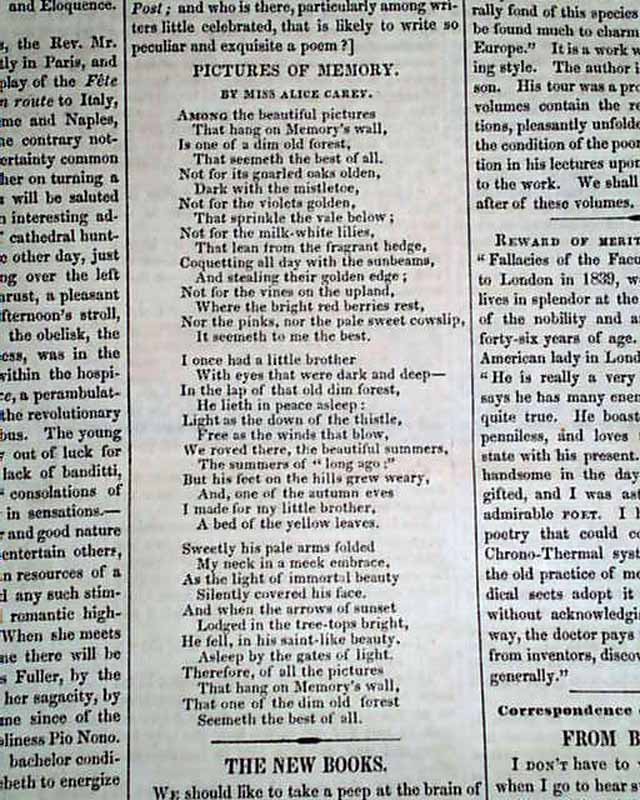 and Eloquence.
s, the Rev. Mr.
tly in Paris, and
play of the Fête
n route to Italy,
me and Naples,
e contrary not-
ertainty common
her on turning a
s will be saluted
n interesting ad-
cathedral hunt-
e other day, just
ng over the left
hrust, a pleasant
fternoon's stroll,
the obelisk, the
ess, was in the
within the hospi-
ce, a perambulat-
the revolutionary
bus. The young
y out of luck for
lack of banditti,
consolations of
in sensations.—
r and good nature
entertain others,
n resources of a
d any such stim-
romantic high-
When she meets
ne there will be
s Fuller, by the
her sagacity, by
me since of the
oliness Pio Nono.
bachelor condi-
ebeth to energize
Post; and who is there, particularly among wri-
ters little celebrated, that is likely to write so
peculiar and exquisite a poem?]
PICTURES OF MEMORY.
BY MISS ALICE CAREY.
AMONG the beautiful pictures
That hang on Memory's wall,
Is one of a dim old forest,
That seemeth the best of all.
Not for its gnarled oaks olden,
Dark with the mistletoe,
Not for the violets golden,
That sprinkle the vale below;
Not for the milk-white lilies,
That lean from the fragrant hedge,
Coquetting all day with the sunbeams,
And stealing their golden edge;
Not for the vines on the upland,
Where the bright red berries rest,
Nor the pinks, nor the pale sweet cowslip,
It seemeth to me the best.
I once had a little brother
With eyes that were dark and deep—
In the lap of that old dim forest,
He lieth in peace asleep:
Light as the down of the thistle,
Free as the winds that blow,
We roved there, the beautiful summers,
The summers of "long ago;"
But his feet on the hills grew weary,
And, one of the autumn eves
I made for my little brother,
A bed of the yellow leaves.
Sweetly his pale arms folded
My neck in a meek embrace,
As the light of immortal beauty
Silently covered his face.
And when the arrows of sunset
Lodged in the tree-tops bright,
He fell, in his saint-like beauty.
Asleep by the gates of light.
Therefore, of all the pictures
That hang on Memory's wall,
That one of the dim old forest
Seemeth the best of all.
THE NEW BOOKS.
WE should like to take a peep at the brain of
rally fond of this species
be found much to charm
Europe." It is a work w
ing style. The author i
son. His tour was a pro
volumes contain the re
tions, pleasantly unfolde
the condition of the poor
tion in his lectures upon
to the work. We shall
after of these volumes.
REWARD OF MERIT
"Fallacies of the Facu
to London in 1839, w
lives in splendor at the
of the nobility and a
forty-six years of age.
American lady in Lond
"He is really a very
says he has many enem
quite true. He boast
penniless, and loves
state with his present.
handsome in the day
gifted, and I was as
admirable POET. I h
poetry that could co
Chrono-Thermal syst
the old practice of me
dical sects adopt it
without acknowledgi
way, the doctor pays
from inventors, discov
generally."
Correspondence
FROM B
I DON'T have to
when I go to hear